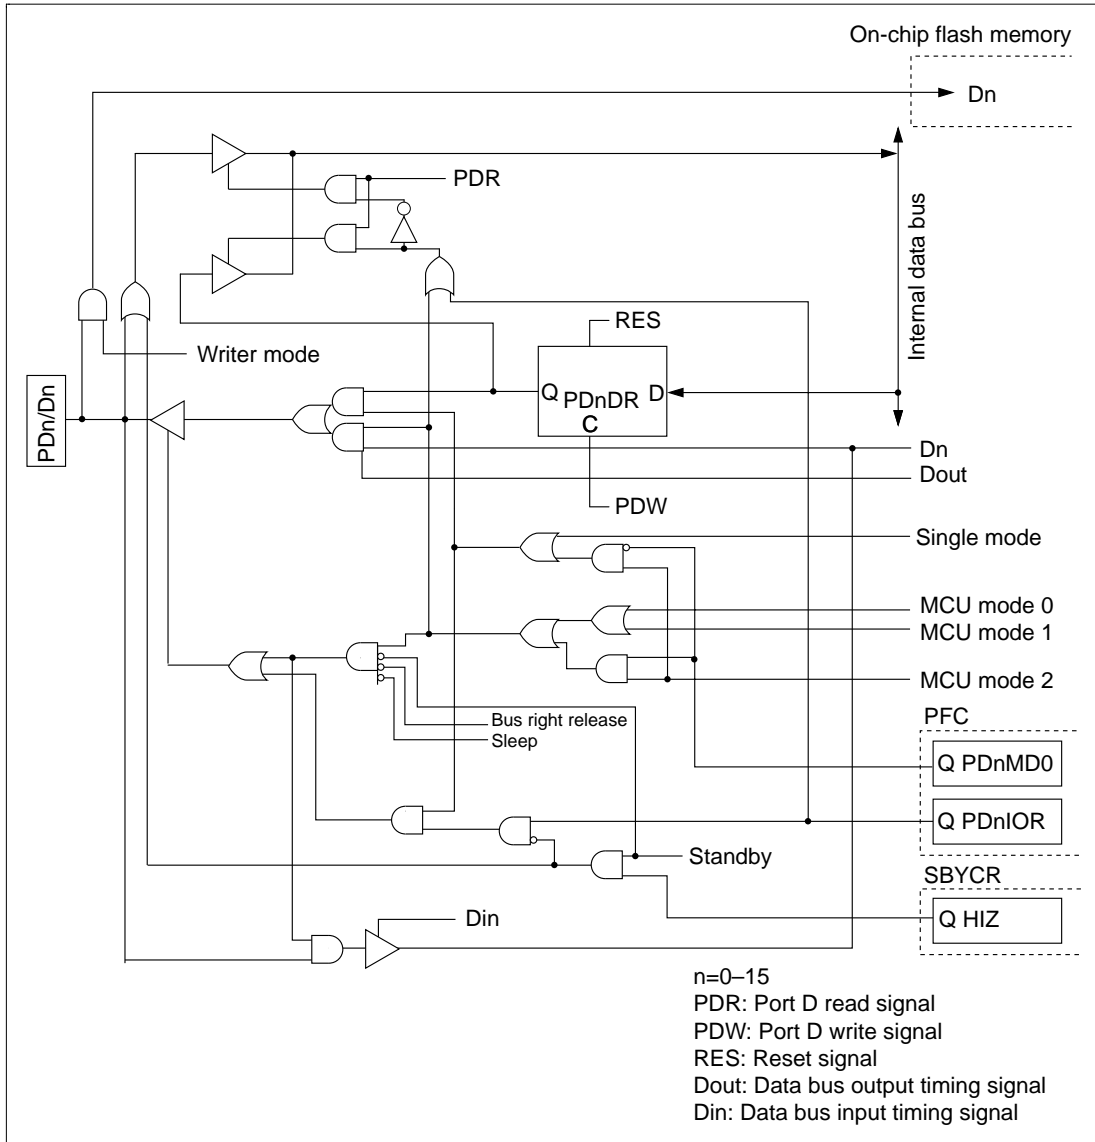 On-chip flash memory
Dn
PDR
Internal data bus
RES
Writer mode
Q
PDnDR
D
C
PDn/Dn
Dn
Dout
PDW
Single mode
MCU mode 0
MCU mode 1
MCU mode 2
Bus right release
Sleep
PFC
Q PDnMD0
Q PDnIOR
Standby
SBYCR
Q HIZ
Din
n=0–15
PDR: Port D read signal
PDW: Port D write signal
RES: Reset signal
Dout: Data bus output timing signal
Din: Data bus input timing signal